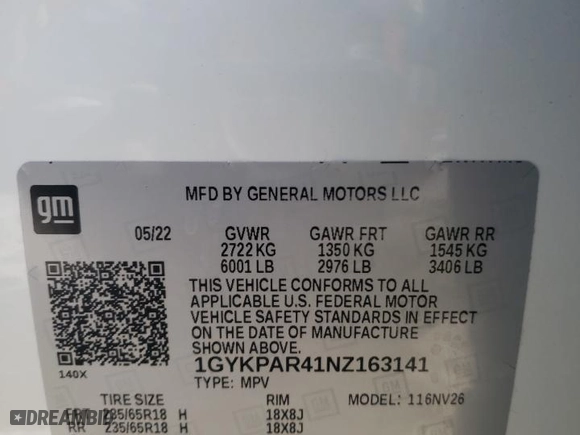 MFD BY GENERAL MOTORS LLC
gm
05/22 GVWR GAWR FRT GAWR RR
2722 KG 1350 KG 1545 KG
6001 LB 2976 LB 3406 LB
THIS VEHICLE CONFORMS TO ALL
APPLICABLE U.S. FEDERAL MOTOR
VEHICLE SAFETY STANDARDS IN EFFECT
ON THE DATE OF MANUFACTURE
SHOWN ABOVE.
1GYKPAR41NZ163141
140X TYPE: MPV
TIRE SIZE RIM MODEL: 116NV26
235/65R18 H 18X8J
RR 235/65R18 H 18X8J
DREAMBID